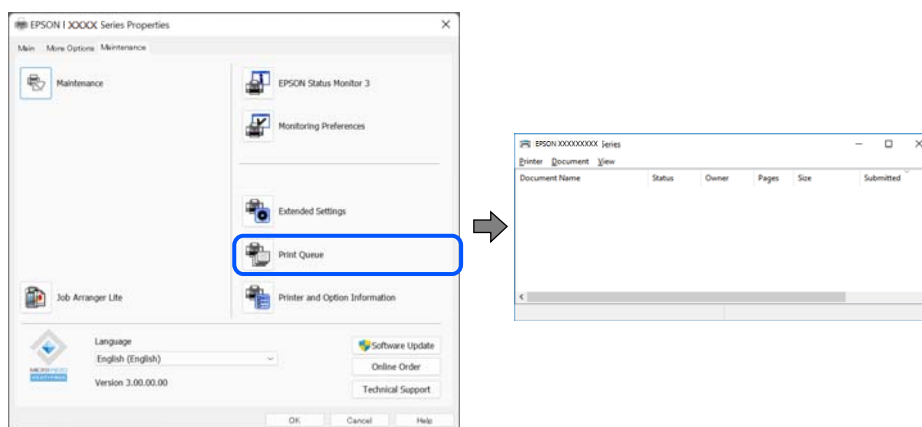 EPSON I XXXXX Series Properties
Main More Options Maintenance
Maintenance
EPSON Status Monitor 3
Monitoring Preferences
Extended Settings
Print Queue
Job Arranger Lite
Printer and Option Information
Language
English (English)
Version 3.00.00.00
Software Update
Online Order
Technical Support
OK Cancel Help
EPSON XXXXXXXXX Series
Printer Document View
Document Name Status Owner Pages Size Submitted